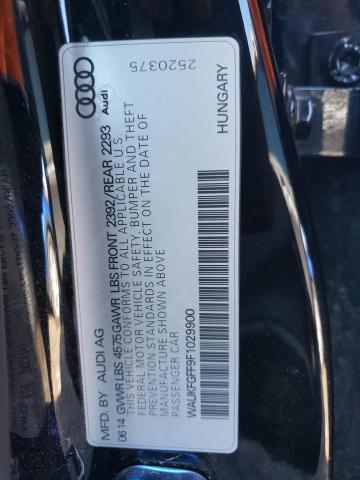 2520375
Audi
MFD. BY AUDI AG
06 14 GVWR LBS 4575 GAWR LBS FRONT 2392/REAR 2293
THIS VEHICLE CONFORMS TO ALL APPLICABLE U.S.
FEDERAL MOTOR VEHICLE SAFETY, BUMPER AND THEFT
PREVENTION STANDARDS IN EFFECT ON THE DATE OF
MANUFACTURE SHOWN ABOVE
PASSENGER CAR
WAUKFGFF9F1029900
HUNGARY